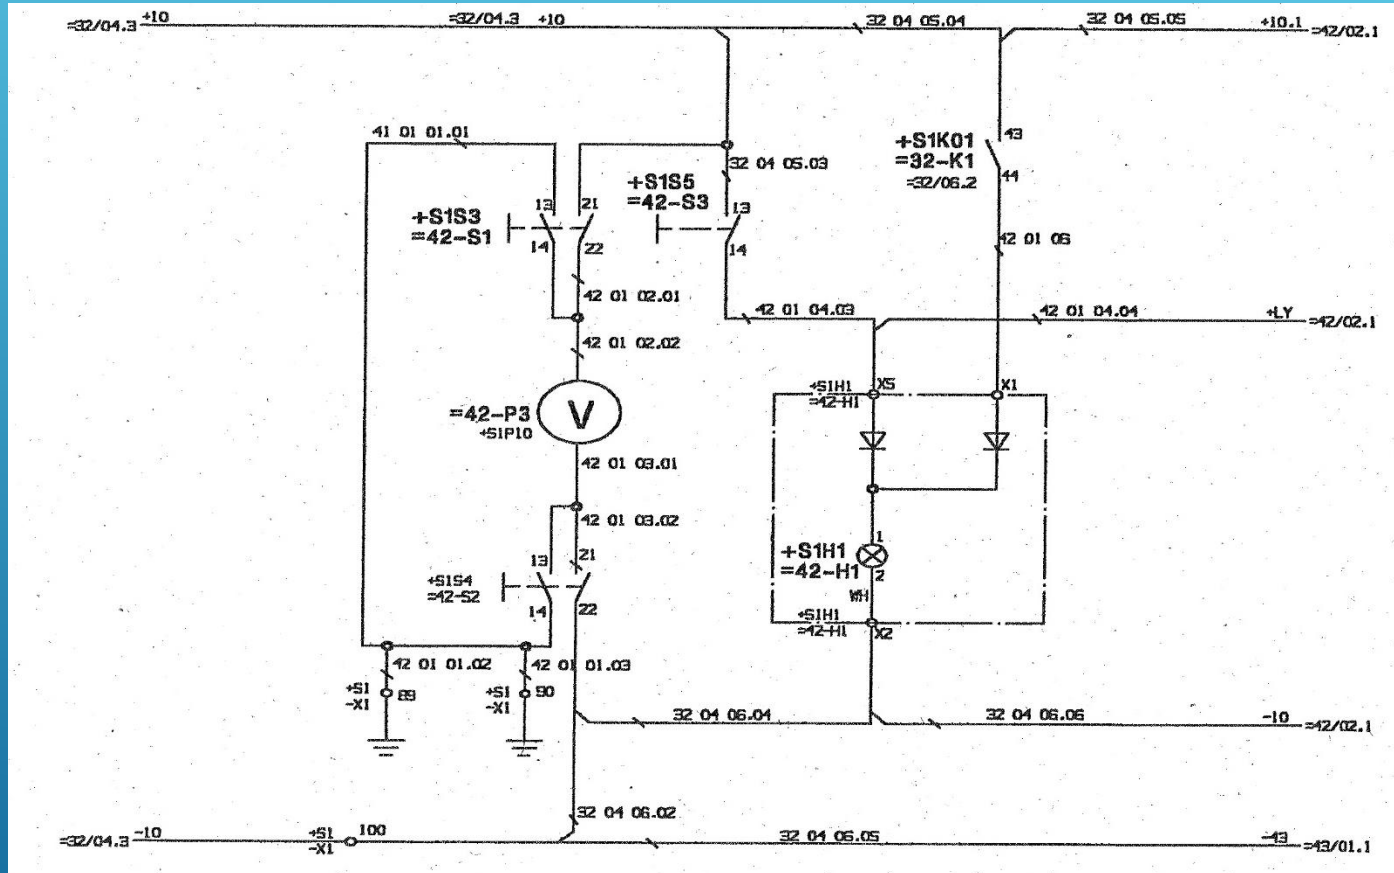 =32/04.3 +10
=32/04.3 +10
32 04 05.04
32 04 05.05
+10.1 =42/02.1
41 01 01.01
+S1K01
=32-K1
=32/06.2
43
44
32 04 05.03
+S1S5
=42-S3
13
14
+S1S3
=42-S1
13
14
21
22
42 01 06
42 01 02.01
42 01 04.03
42 01 04.04
+LY =42/02.1
42 01 02.02
+S1H1
=42-H1
X5
X1
=42-P3
+S1P10
V
42 01 03.01
42 01 03.02
+S1H1
=42-H1
1
2
WH
13
14
21
22
+S1S4
=42-S2
+S1H1
=42-H1
X2
42 01 01.02
42 01 01.03
+S1
-X1
89
+S1
-X1
90
32 04 06.04
32 04 06.06
-10 =42/02.1
32 04 06.02
=32/04.3 -10
+S1
-X1
100
32 04 06.05
-43 =43/01.1